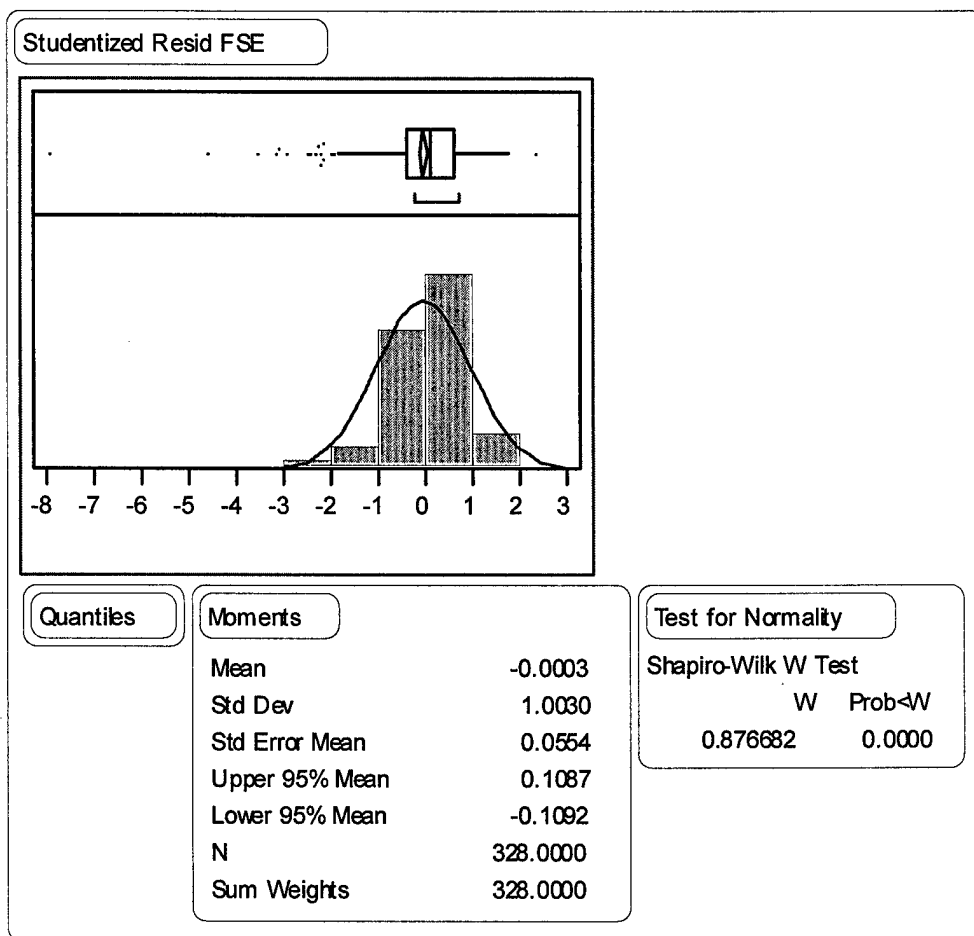 Studentized Resid FSE
-8 -7 -6 -5 -4 -3 -2 -1 0 1 2 3
Quantiles
Moments
Mean -0.0003
Std Dev 1.0030
Std Error Mean 0.0554
Upper 95% Mean 0.1087
Lower 95% Mean -0.1092
N 328.0000
Sum Weights 328.0000
Test for Normality
Shapiro-Wilk W Test
W Prob<W
0.876682 0.0000